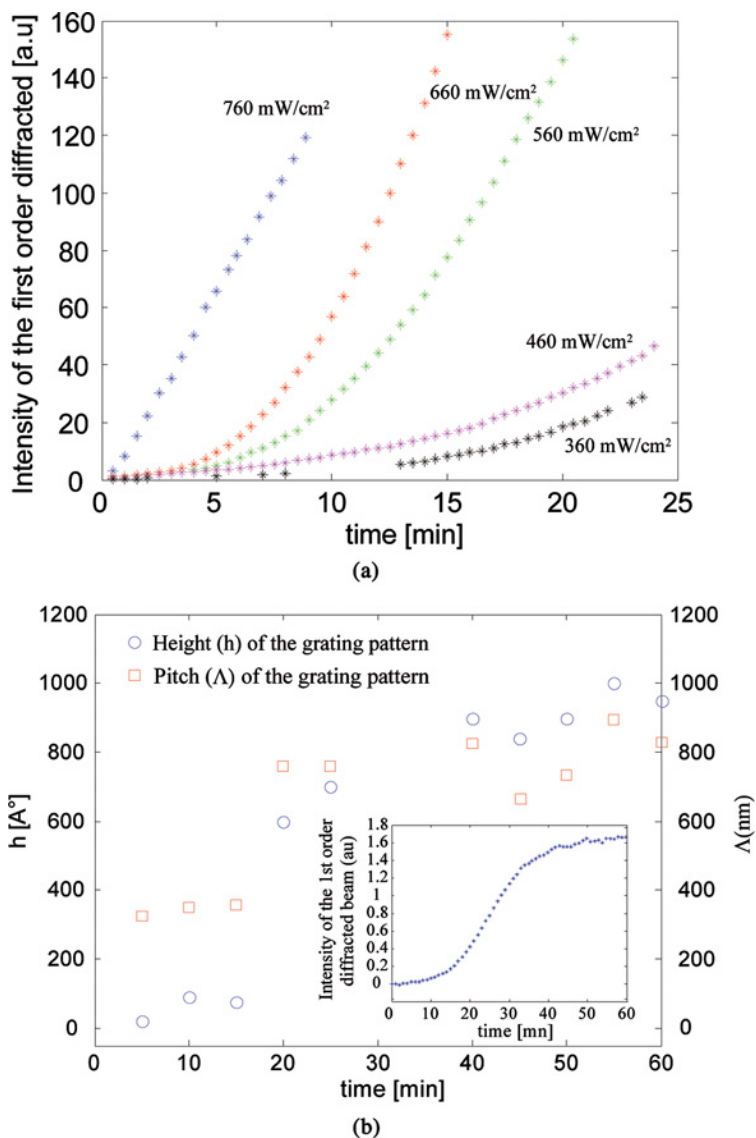 160
140
120
100
80
60
40
20
0
Intensity of the first order diffracted [a.u]
760 mW/cm²
660 mW/cm²
560 mW/cm²
460 mW/cm²
360 mW/cm²
0 5 10 15 20 25
time [min]
(a)
1200
1000
800
600
400
200
0
h [A°]
Height (h) of the grating pattern
Pitch (Λ) of the grating pattern
1200
1000
800
600
400
200
0
Λ(nm)
Intensity of the 1st order
diffracted beam (au)
1.8
1.6
1.4
1.2
1
0.8
0.4
0.2
0
0 10 20 30 40 50 60
time [mn]
0 10 20 30 40 50 60
time [min]
(b)